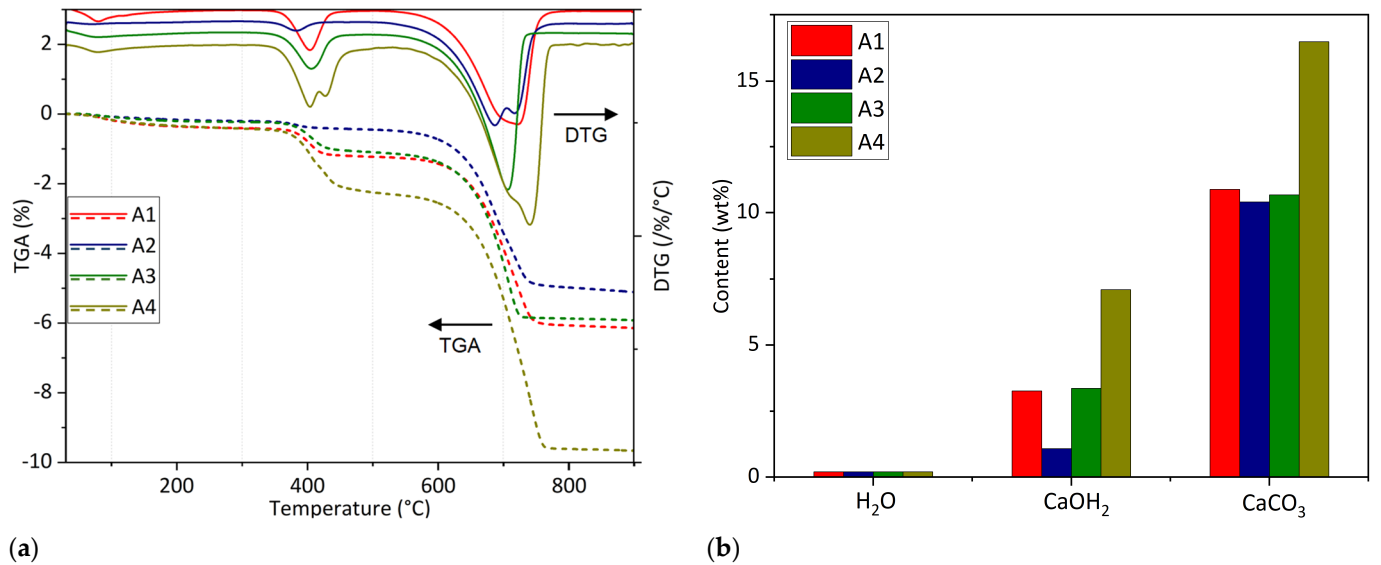 2
0
-2
-4
-6
-8
-10
TGA (%)
200
400
600
800
Temperature (°C)
DTG (/%/°C)
DTG
TGA
A1
A2
A3
A4
(a)
15
10
5
0
Content (wt%)
A1
A2
A3
A4
H₂O
CaOH₂
CaCO₃
(b)